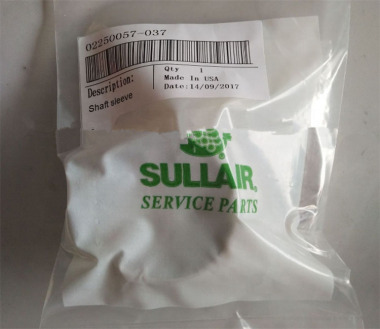 02250057-037
Qty 1
Made In USA
Date:14/09/2017
Description:
Shaft sleeve
SULLAIR®
SERVICE PARTS